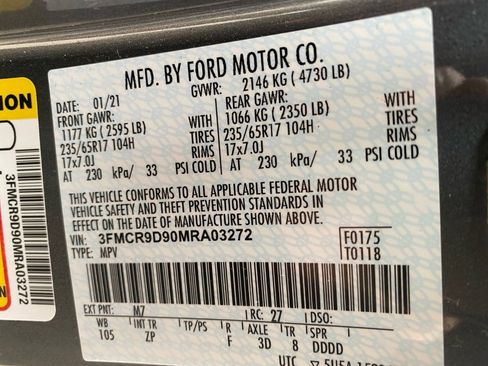 MFD. BY FORD MOTOR CO.
DATE: 01/21 GVWR: 2146 KG ( 4730 LB)
FRONT GAWR: REAR GAWR:
1177 KG ( 2595 LB) WITH 1066 KG ( 2350 LB) WITH
235/65R17 104H TIRES 235/65R17 104H TIRES
17x7.0J RIMS 17x7.0J RIMS
AT 230 kPa/ 33 PSI COLD AT 230 kPa/ 33 PSI COLD
THIS VEHICLE CONFORMS TO ALL APPLICABLE FEDERAL MOTOR
VEHICLE SAFETY AND THEFT PREVENTION STANDARDS IN
EFFECT ON THE DATE OF MANUFACTURE SHOWN ABOVE.
VIN: 3FMCR9D90MRA03272 F0175
TYPE: MPV T0118
EXT PNT: M7 RC: 27 DSO:
WB INT TR TP/PS R AXLE TR SPR
105 ZP F 3D 8 DDDD
UTC
ION
3FMCR9D90MRA03272